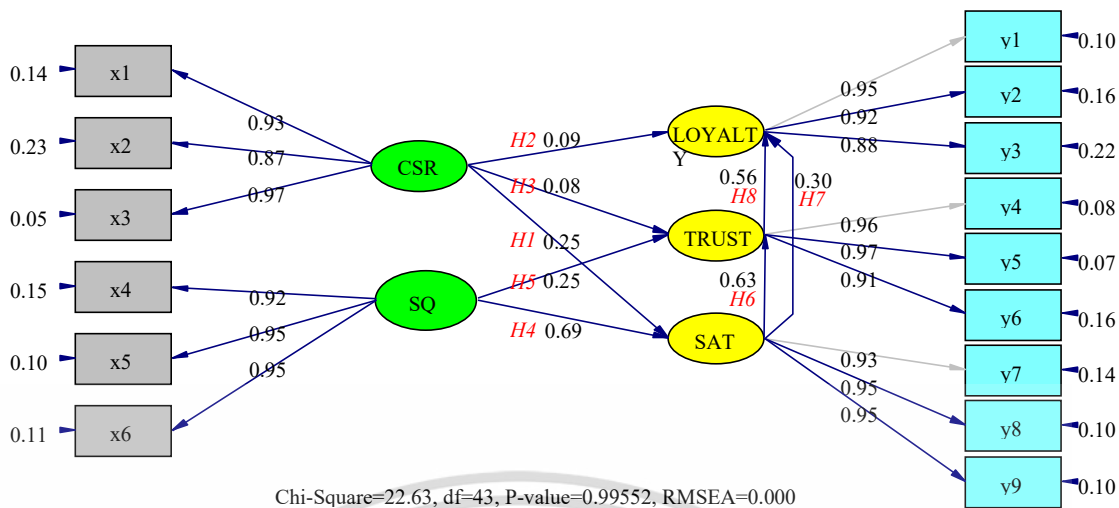 0.14 x1
0.23 x2
0.05 x3
0.15 x4
0.10 x5
0.11 x6
0.93
0.87
0.97
0.92
0.95
0.95
CSR
SQ
H2 0.09
H3 0.08
H1 0.25
H5 0.25
H4 0.69
LOYALT
Y
TRUST
SAT
0.56
H8
0.30
H7
0.63
H6
0.95
0.92
0.88
0.96
0.97
0.91
0.93
0.95
0.95
y1 0.10
y2 0.16
y3 0.22
y4 0.08
y5 0.07
y6 0.16
y7 0.14
y8 0.10
y9 0.10
Chi-Square=22.63, df=43, P-value=0.99552, RMSEA=0.000